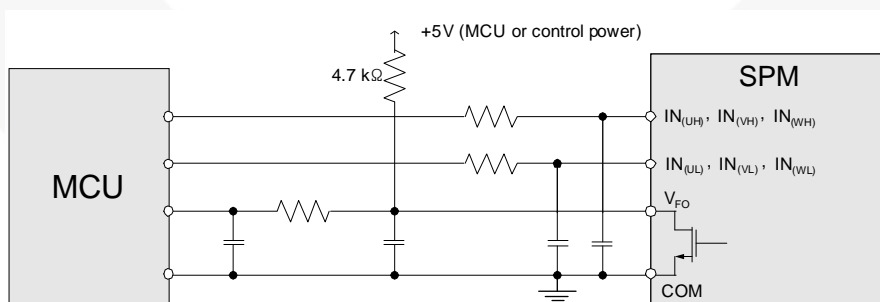 +5V (MCU or control power)
4.7 kΩ
SPM
MCU
IN(UH), IN(VH), IN(WH)
IN(UL), IN(VL), IN(WL)
VFO
COM